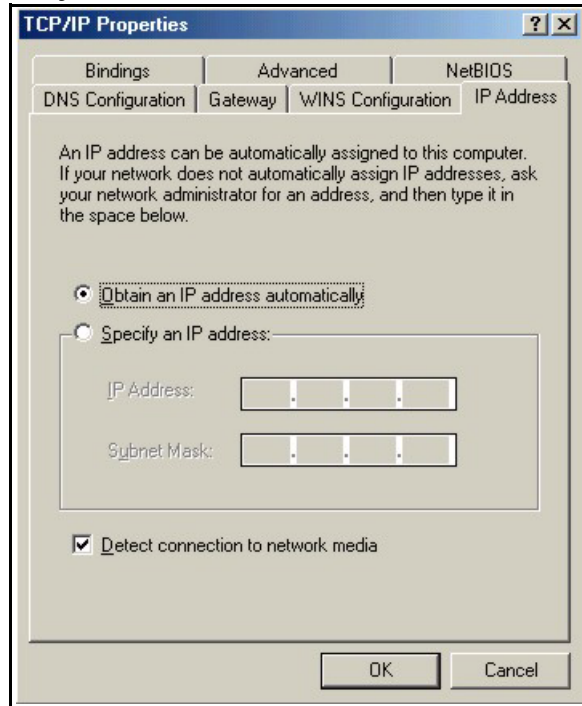 TCP/IP Properties
Bindings Advanced NetBIOS
DNS Configuration Gateway WINS Configuration IP Address
An IP address can be automatically assigned to this computer.
If your network does not automatically assign IP addresses, ask
your network administrator for an address, and then type it in
the space below.
Obtain an IP address automatically
Specify an IP address:
IP Address:
Subnet Mask:
Detect connection to network media
OK Cancel